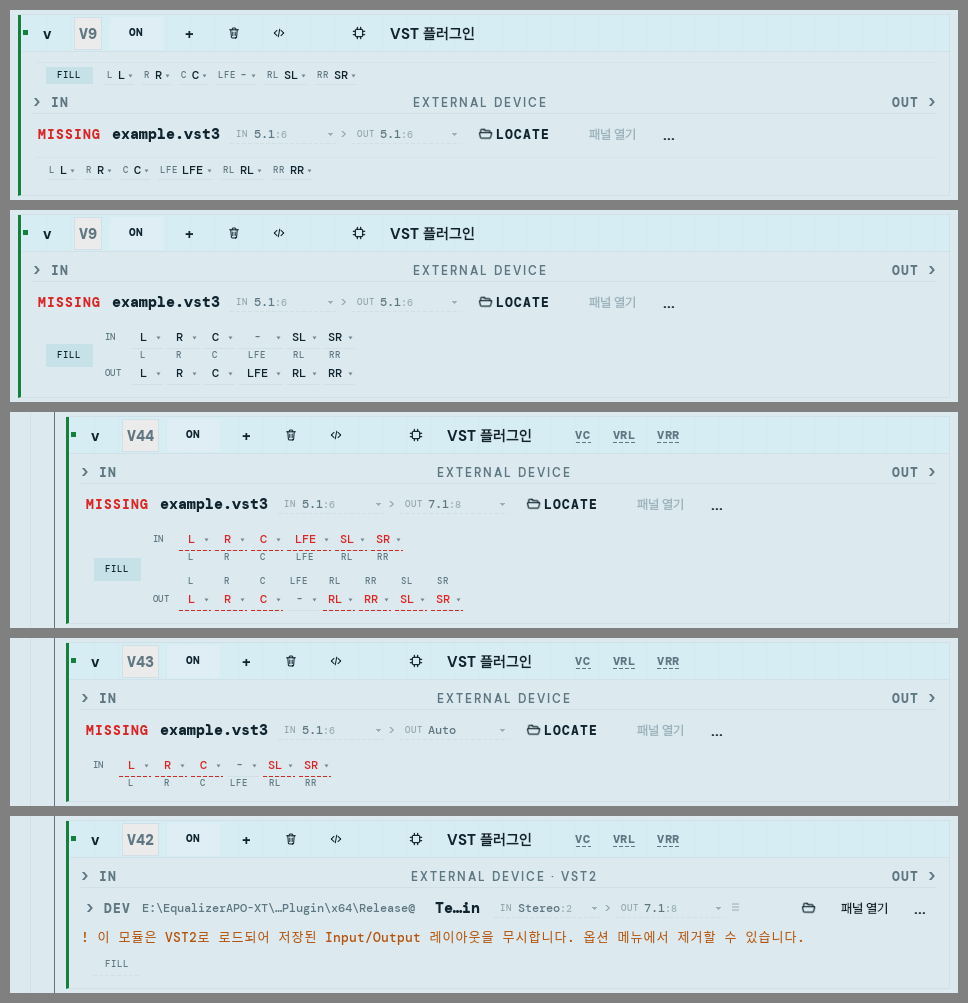 v V9 ON + </> VST 플러그인
FILL L L R R C C LFE - RL SL RR SR
> IN EXTERNAL DEVICE OUT >
MISSING example.vst3 IN 5.1:6 > OUT 5.1:6 LOCATE 패널 열기 ...
L L R R C C LFE LFE RL RL RR RR
v V9 ON + </> VST 플러그인
> IN EXTERNAL DEVICE OUT >
MISSING example.vst3 IN 5.1:6 > OUT 5.1:6 LOCATE 패널 열기 ...
IN L R C - SL SR
FILL L R C LFE RL RR
OUT L R C LFE RL RR
v V44 ON + </> VST 플러그인 VC VRL VRR
> IN EXTERNAL DEVICE OUT >
MISSING example.vst3 IN 5.1:6 > OUT 7.1:8 LOCATE 패널 열기 ...
IN L R C LFE SL SR
L R C LFE RL RR
FILL
L R C LFE RL RR SL SR
OUT L R C - RL RR SL SR
v V43 ON + </> VST 플러그인 VC VRL VRR
> IN EXTERNAL DEVICE OUT >
MISSING example.vst3 IN 5.1:6 > OUT Auto LOCATE 패널 열기 ...
IN L R C - SL SR
L R C LFE RL RR
v V42 ON + </> VST 플러그인 VC VRL VRR
> IN EXTERNAL DEVICE · VST2 OUT >
> DEV E:\EqualizerAPO-XT\…Plugin\x64\Release@ Te…in IN Stereo:2 > OUT 7.1:8 패널 열기 ...
! 이 모듈은 VST2로 로드되어 저장된 Input/Output 레이아웃을 무시합니다. 옵션 메뉴에서 제거할 수 있습니다.
FILL